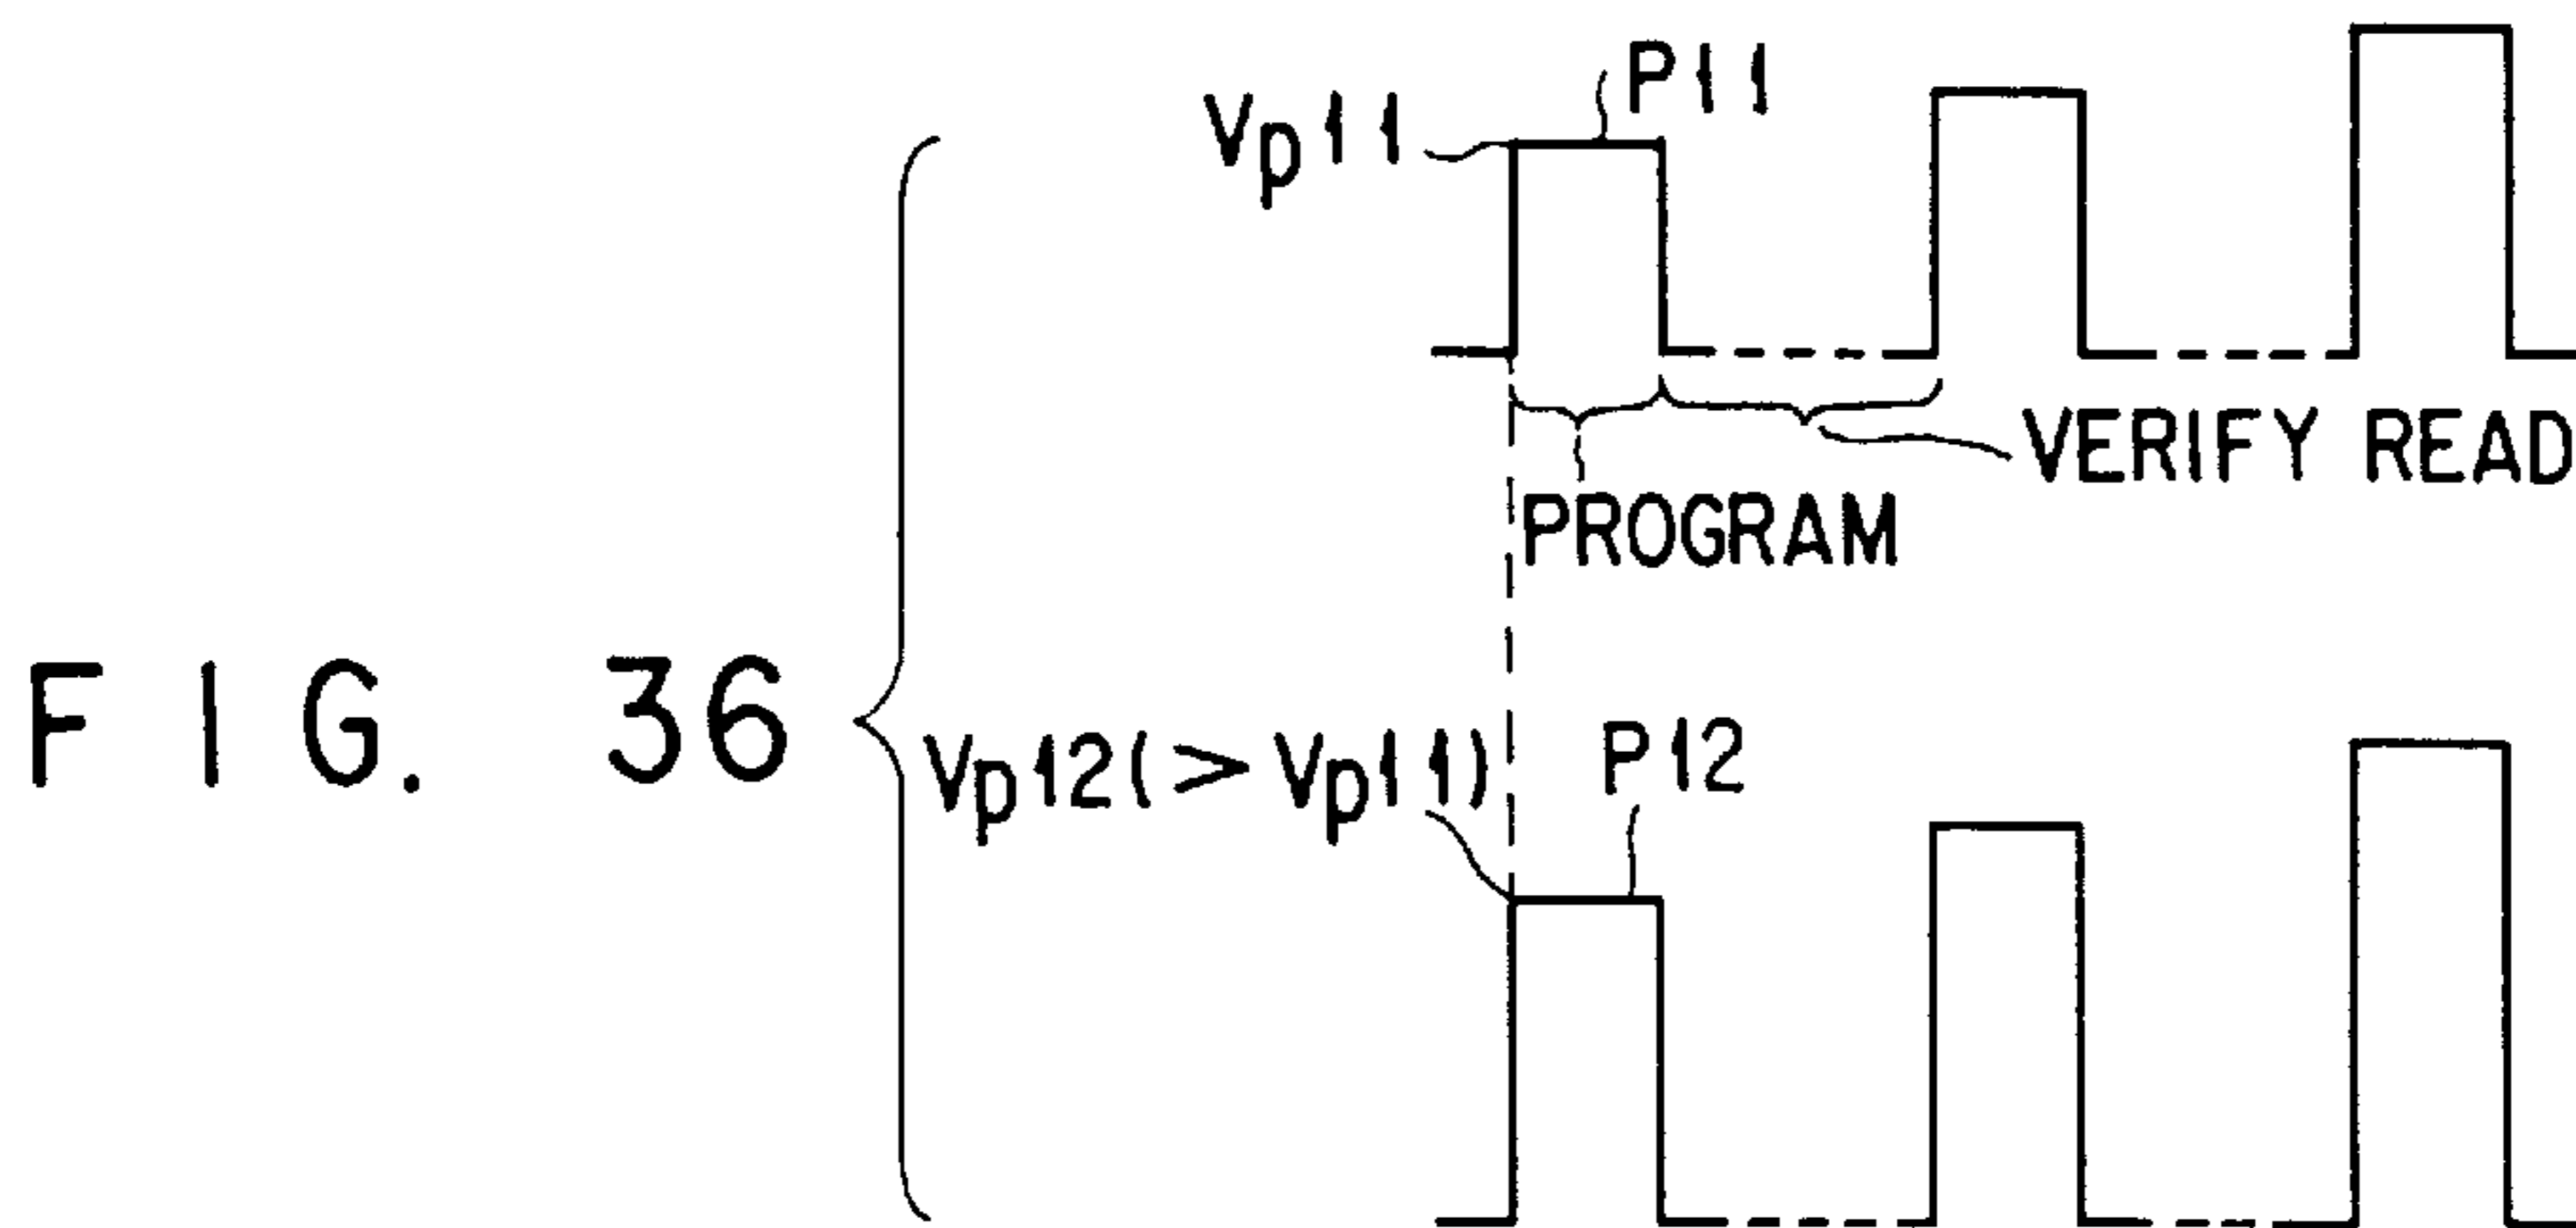 P11
Vp11
VERIFY READ
PROGRAM
FIG. 36
Vp12(>Vp11)
P12